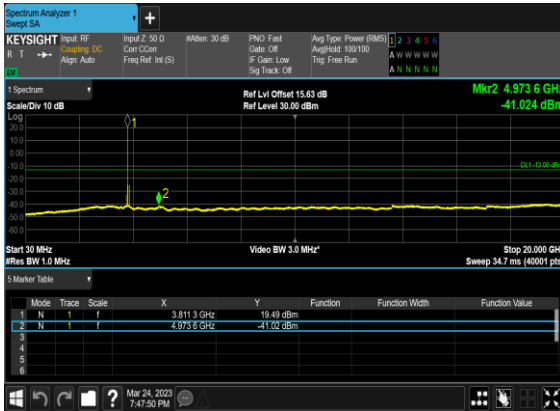 Spectrum Analyzer 1
Swept SA
+
KEYSIGHT Input: RF Input Z: 50 Ω #Atten: 30 dB PNO: Fast Avg Type: Power (RMS) 1 2 3 4 5 6
R T Coupling: DC Corr CCorr Gate: Off Avg|Hold: 100/100 A W W W W W
Align: Auto Freq Ref: Int (S) IF Gain: Low Trig: Free Run
Sig Track: Off A N N N N N
1 Spectrum Ref Lvl Offset 15.63 dB Mkr2 4.973 6 GHz
Scale/Div 10 dB Ref Level 30.00 dBm -41.024 dBm
Log
20.0
10.0
0.00
-10.0
DL1 -13.00 dBm
-20.0
-30.0
-40.0
-50.0
-60.0
1
2
Start 30 MHz Video BW 3.0 MHz* Stop 20.000 GHz
#Res BW 1.0 MHz Sweep 34.7 ms (40001 pts)
5 Marker Table
Mode Trace Scale X Y Function Function Width Function Value
1 N 1 f 3.811 3 GHz 19.49 dBm
2 N 1 f 4.973 6 GHz -41.02 dBm
3
4
5
6
? Mar 24, 2023
7:47:50 PM